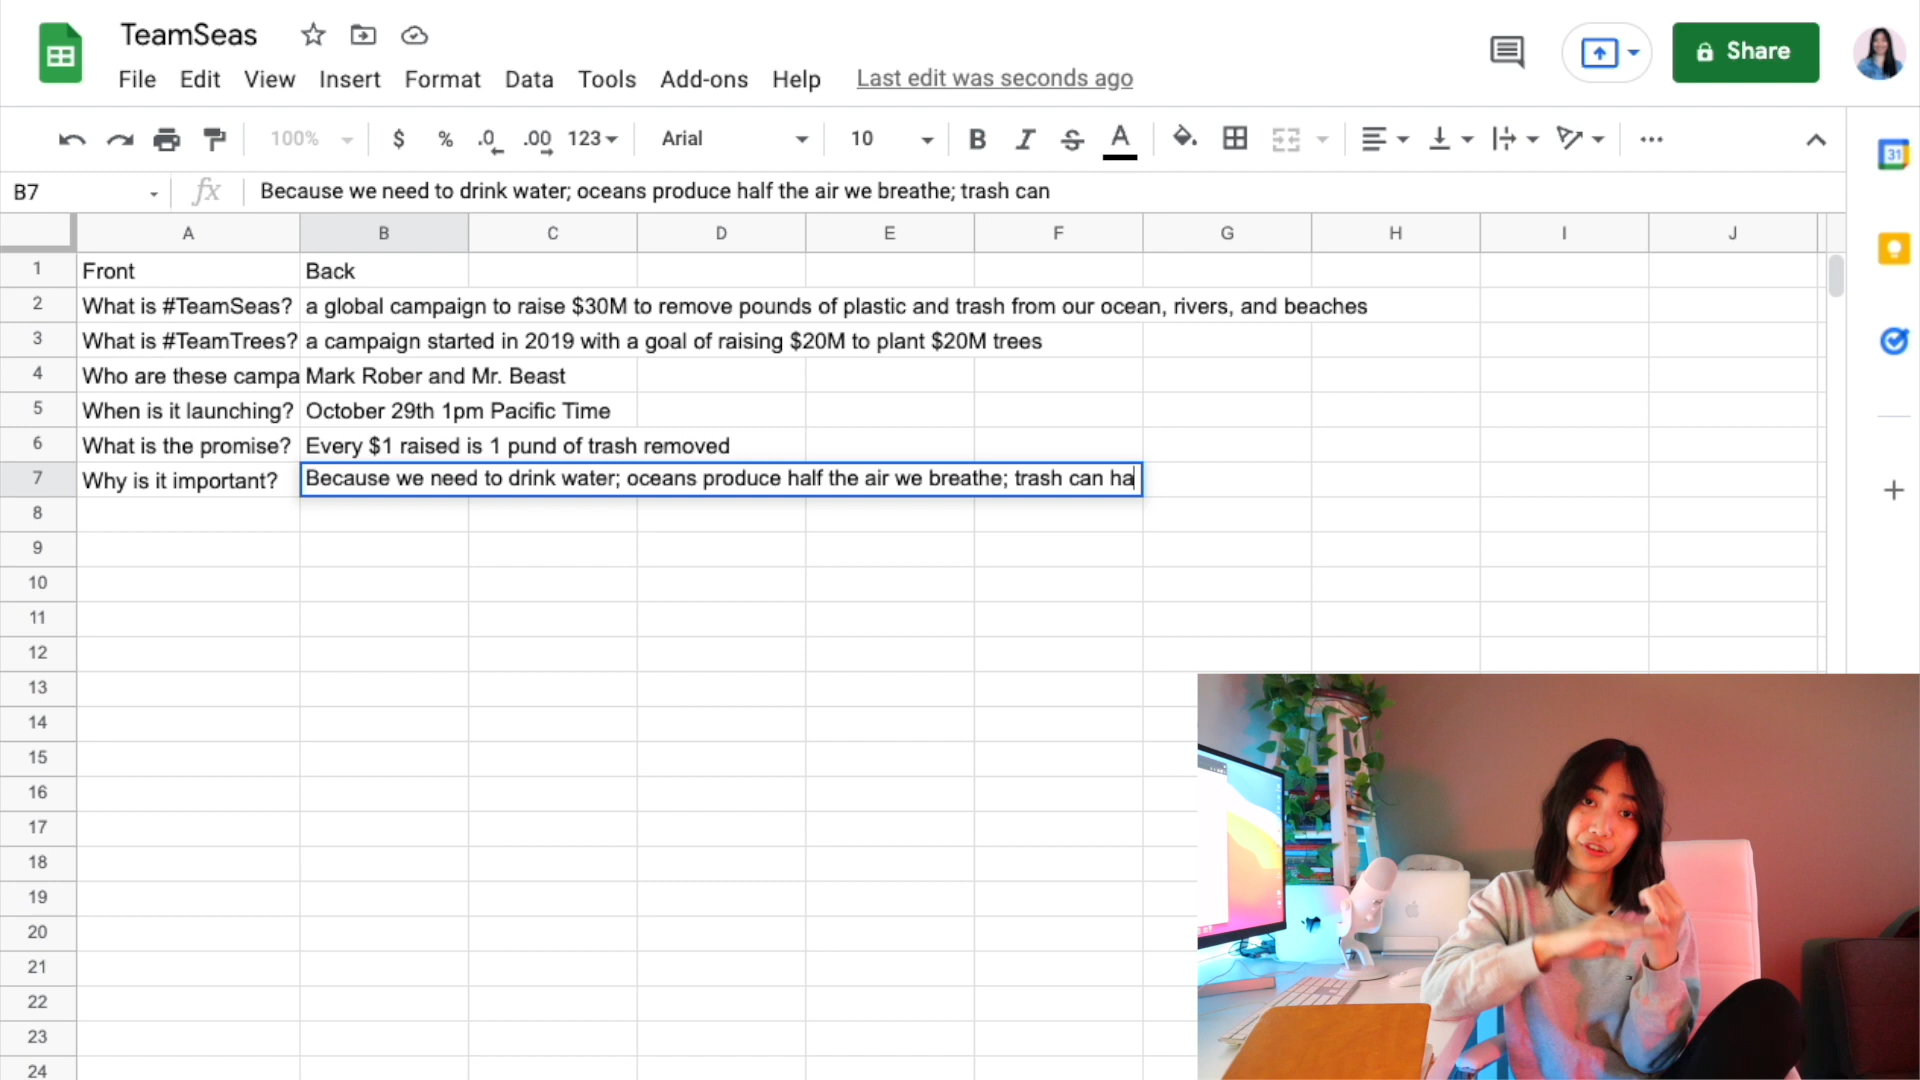 TeamSeas
File Edit View Insert Format Data Tools Add-ons Help Last edit was seconds ago
Share
100% $ % .0 .00 123 Arial 10 B I S A
31
B7 fx Because we need to drink water; oceans produce half the air we breathe; trash can
A B C D E F G H I J
1 Front Back
2 What is #TeamSeas? a global campaign to raise $30M to remove pounds of plastic and trash from our ocean, rivers, and beaches
3 What is #TeamTrees? a campaign started in 2019 with a goal of raising $20M to plant $20M trees
4 Who are these campa Mark Rober and Mr. Beast
5 When is it launching? October 29th 1pm Pacific Time
6 What is the promise? Every $1 raised is 1 pund of trash removed
7 Why is it important? Because we need to drink water; oceans produce half the air we breathe; trash can ha
8
9
10
11
12
13
14
15
16
17
18
19
20
21
22
23
24